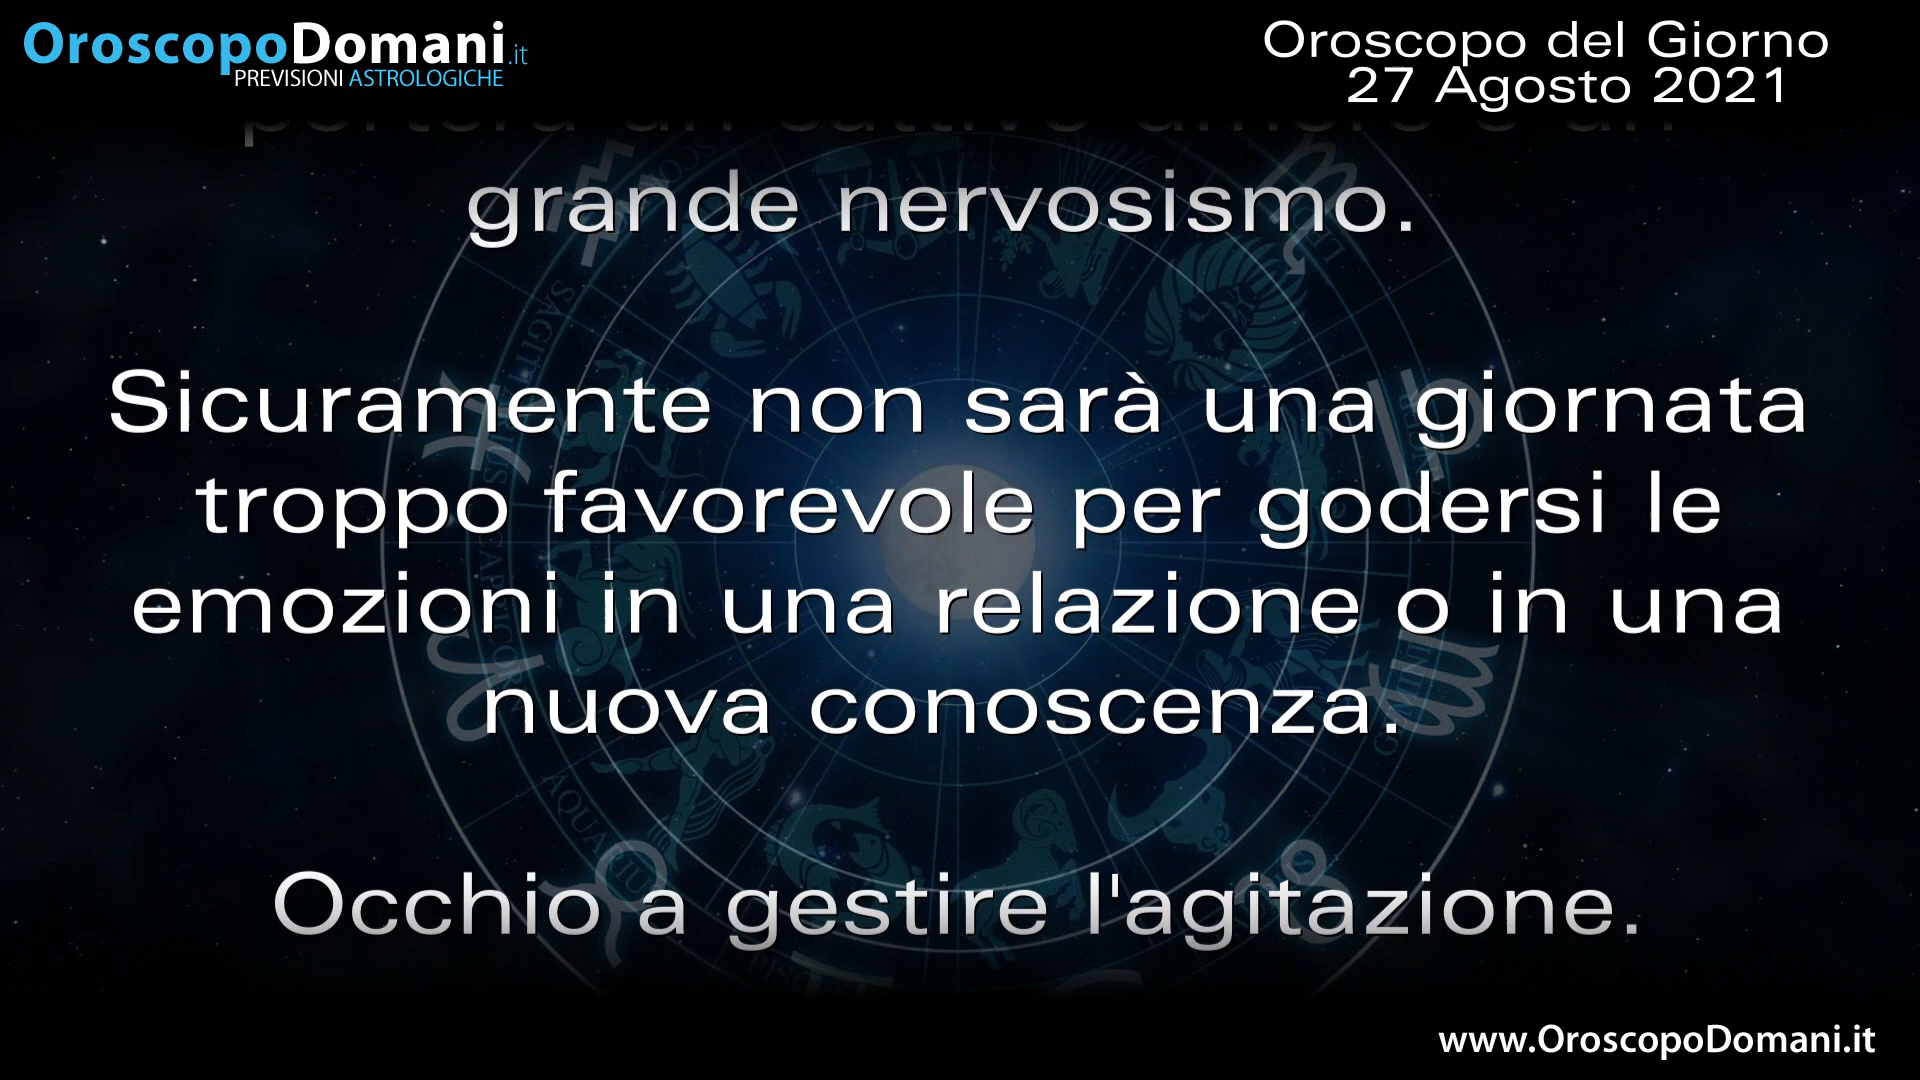 OroscopoDomani.it
PREVISIONI ASTROLOGICHE
Oroscopo del Giorno
27 Agosto 2021
grande nervosismo.
Sicuramente non sarà una giornata
troppo favorevole per godersi le
emozioni in una relazione o in una
nuova conoscenza.
Occhio a gestire l'agitazione.
www.OroscopoDomani.it